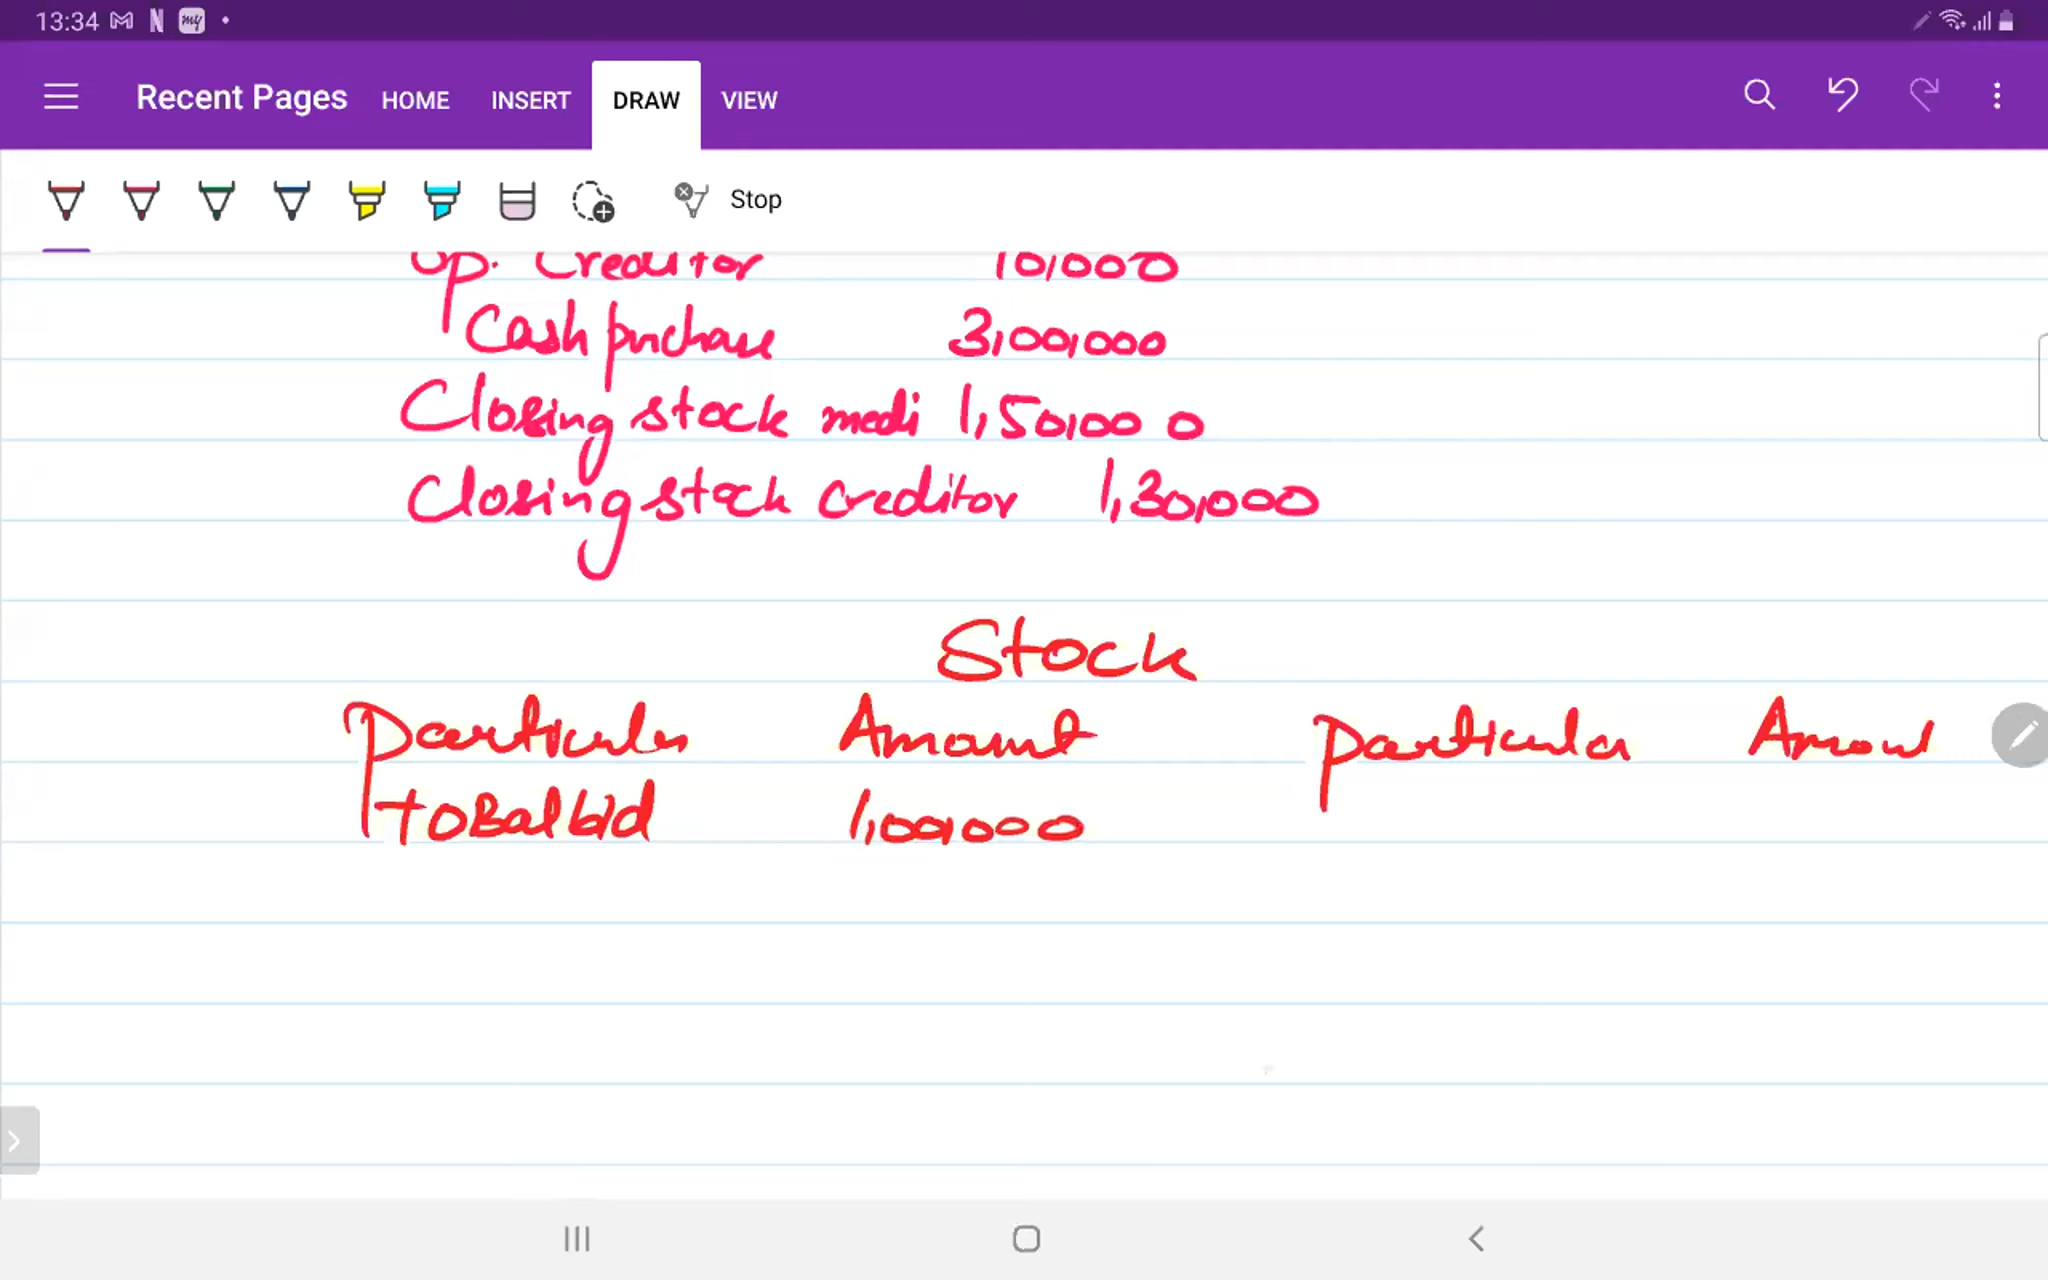 13:34
Recent Pages HOME INSERT DRAW VIEW
Stop
Op. Creditor 10,000
Cash purchase 3,00,000
Closing stock medi 1,50,000
Closing stock creditor 1,30,000
Stock
Particular Amount Particular Amount
To Bal b/d 1,00,000